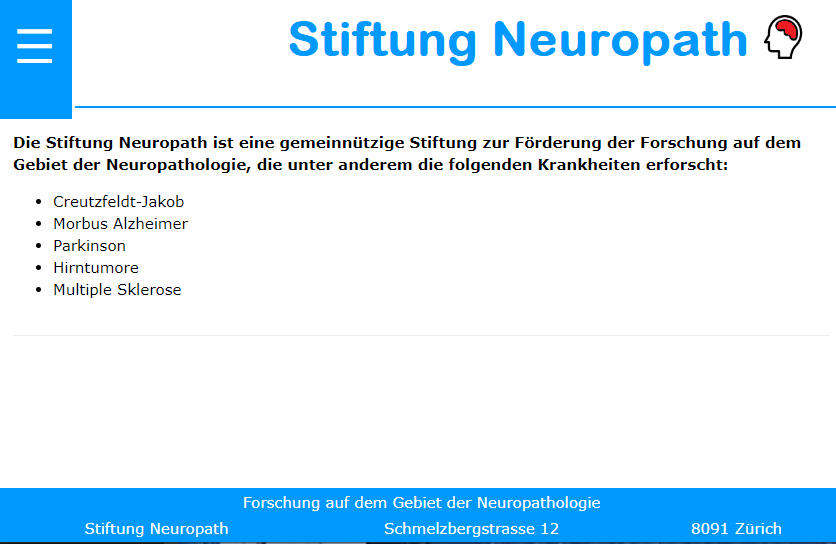 Stiftung Neuropath
Die Stiftung Neuropath ist eine gemeinnützige Stiftung zur Förderung der Forschung auf dem
Gebiet der Neuropathologie, die unter anderem die folgenden Krankheiten erforscht:
Creutzfeldt-Jakob
Morbus Alzheimer
Parkinson
Hirntumore
Multiple Sklerose
Forschung auf dem Gebiet der Neuropathologie
Stiftung Neuropath Schmelzbergstrasse 12 8091 Zürich